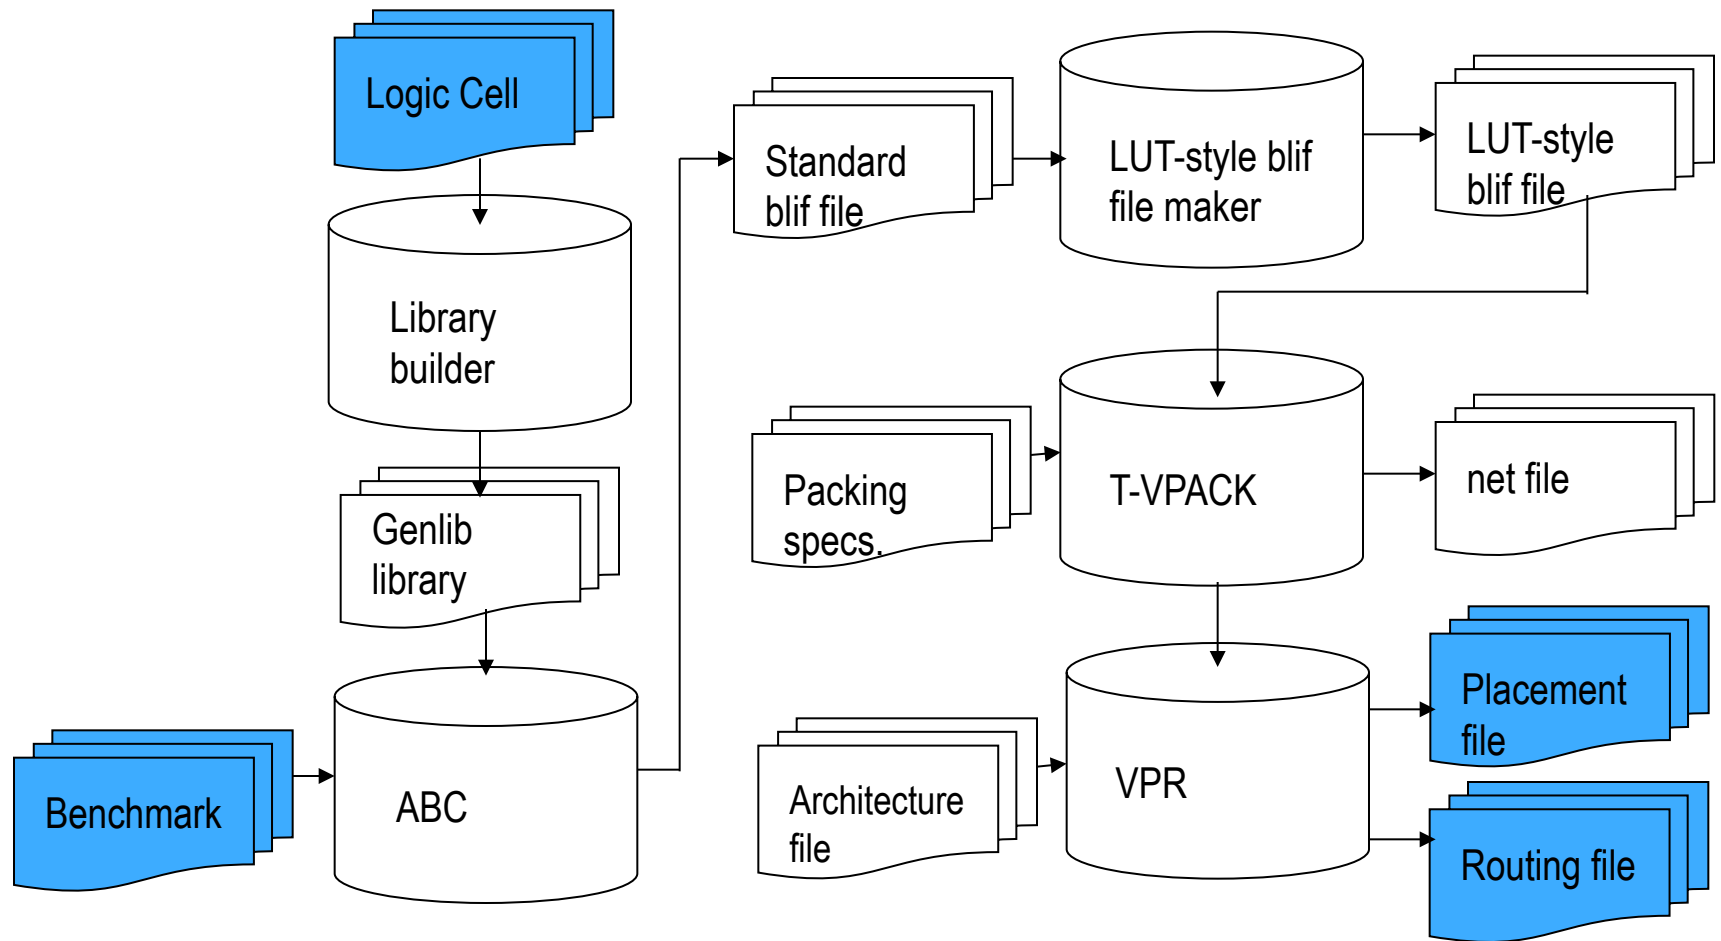 Logic Cell
Library
builder
Genlib
library
Benchmark
ABC
Standard
blif file
LUT-style blif
file maker
LUT-style
blif file
Packing
specs.
T-VPACK
net file
Architecture
file
VPR
Placement
file
Routing file